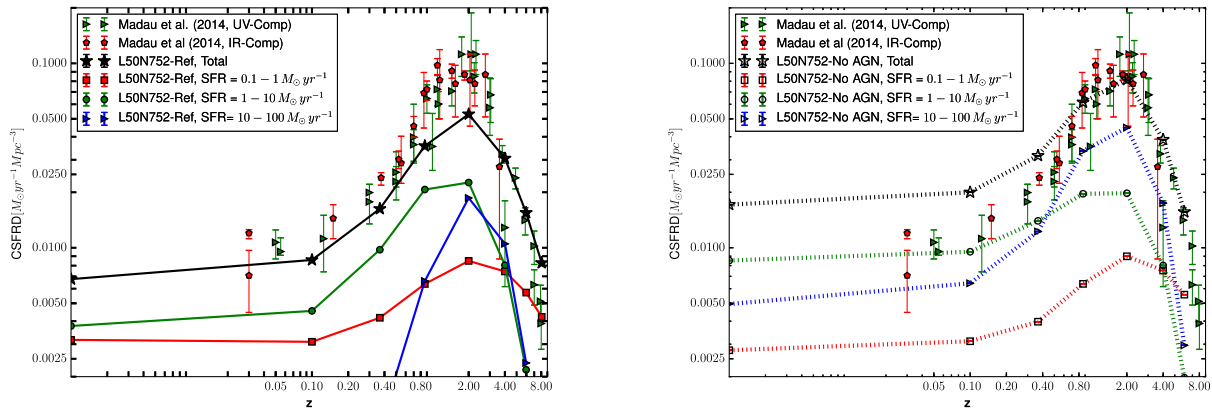 Madau et al. (2014, UV-Comp)
Madau et al (2014, IR-Comp)
L50N752-Ref, Total
L50N752-Ref, SFR = 0.1 − 1 M⊙ yr⁻¹
L50N752-Ref, SFR = 1 − 10 M⊙ yr⁻¹
L50N752-Ref, SFR= 10 − 100 M⊙ yr⁻¹
0.1000
0.0500
0.0250
0.0100
0.0050
0.0025
CSFRD[M⊙yr⁻¹Mpc⁻³]
0.05 0.10 0.20 0.40 0.80 1.00 2.00 4.00 8.00
z
Madau et al. (2014, UV-Comp)
Madau et al (2014, IR-Comp)
L50N752-No AGN, Total
L50N752-No AGN, SFR = 0.1 − 1 M⊙ yr⁻¹
L50N752-No AGN, SFR = 1 − 10 M⊙ yr⁻¹
L50N752-No AGN, SFR= 10 − 100 M⊙ yr⁻¹
0.1000
0.0500
0.0250
0.0100
0.0050
0.0025
CSFRD[M⊙yr⁻¹Mpc⁻³]
0.05 0.10 0.20 0.40 0.80 1.00 2.00 4.00 8.00
z